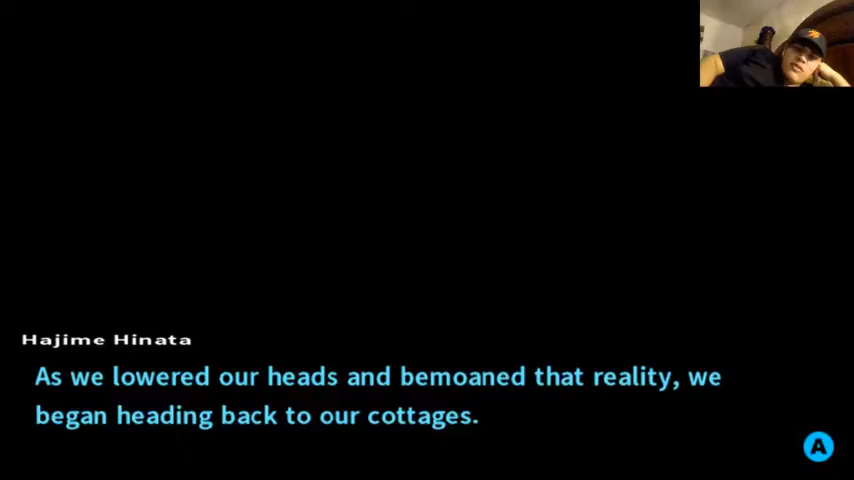 Hajime Hinata
As we lowered our heads and bemoaned that reality, we
began heading back to our cottages.
A